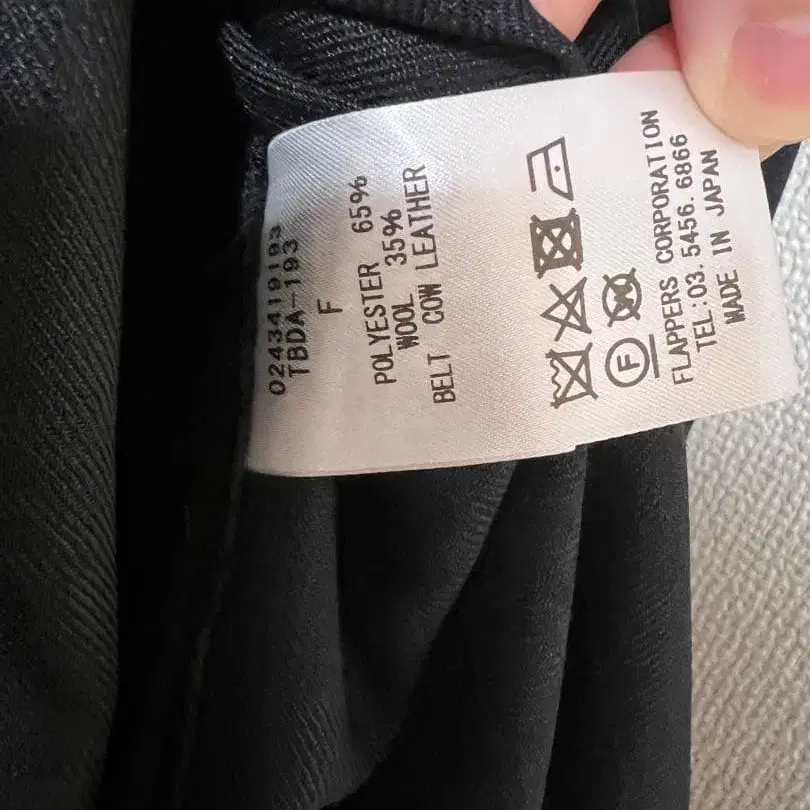 0243419193
TBDA-193
F
POLYESTER 65%
WOOL 35%
BELT COW LEATHER
F W
FLAPPERS CORPORATION
TEL:03. 5456. 6866
MADE IN JAPAN